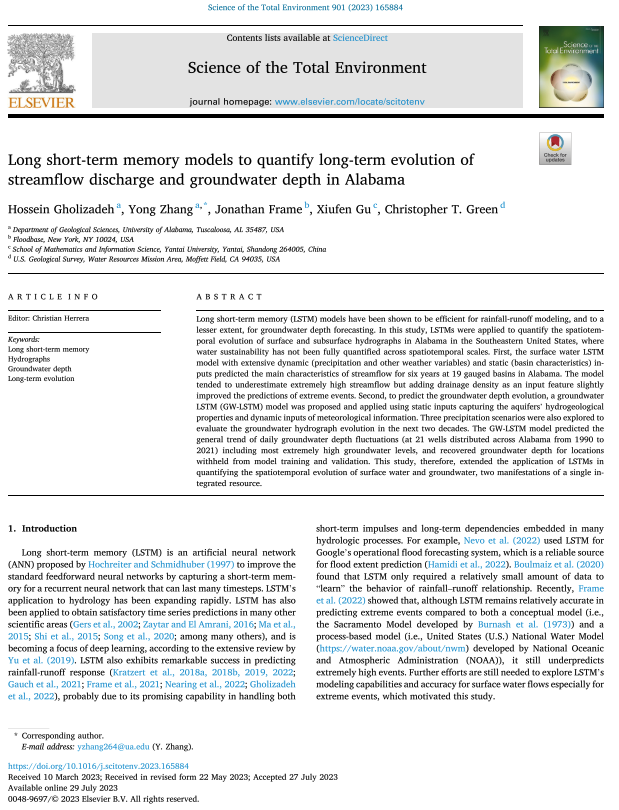 Science of the Total Environment 901 (2023) 165884
Contents lists available at ScienceDirect
Science of the Total Environment
journal homepage: www.elsevier.com/locate/scitotenv
ELSEVIER
Science of the
Total Environment
Check for
updates
Long short-term memory models to quantify long-term evolution of
streamflow discharge and groundwater depth in Alabama
Hossein Gholizadeh a, Yong Zhang a,*, Jonathan Frame b, Xiufen Gu c, Christopher T. Green d
a Department of Geological Sciences, University of Alabama, Tuscaloosa, AL 35487, USA
b Floodbase, New York, NY 10024, USA
c School of Mathematics and Information Science, Yantai University, Yantai, Shandong 264005, China
d U.S. Geological Survey, Water Resources Mission Area, Moffett Field, CA 94035, USA
ARTICLE INFO
Editor: Christian Herrera
Keywords:
Long short-term memory
Hydrographs
Groundwater depth
Long-term evolution
ABSTRACT
Long short-term memory (LSTM) models have been shown to be efficient for rainfall-runoff modeling, and to a
lesser extent, for groundwater depth forecasting. In this study, LSTMs were applied to quantify the spatiotem-
poral evolution of surface and subsurface hydrographs in Alabama in the Southeastern United States, where
water sustainability has not been fully quantified across spatiotemporal scales. First, the surface water LSTM
model with extensive dynamic (precipitation and other weather variables) and static (basin characteristics) in-
puts predicted the main characteristics of streamflow for six years at 19 gauged basins in Alabama. The model
tended to underestimate extremely high streamflow but adding drainage density as an input feature slightly
improved the predictions of extreme events. Second, to predict the groundwater depth evolution, a groundwater
LSTM (GW-LSTM) model was proposed and applied using static inputs capturing the aquifers' hydrogeological
properties and dynamic inputs of meteorological information. Three precipitation scenarios were also explored to
evaluate the groundwater hydrograph evolution in the next two decades. The GW-LSTM model predicted the
general trend of daily groundwater depth fluctuations (at 21 wells distributed across Alabama from 1990 to
2021) including most extremely high groundwater levels, and recovered groundwater depth for locations
withheld from model training and validation. This study, therefore, extended the application of LSTMs in
quantifying the spatiotemporal evolution of surface water and groundwater, two manifestations of a single in-
tegrated resource.
1. Introduction
Long short-term memory (LSTM) is an artificial neural network
(ANN) proposed by Hochreiter and Schmidhuber (1997) to improve the
standard feedforward neural networks by capturing a short-term mem-
ory for a recurrent neural network that can last many timesteps. LSTM's
application to hydrology has been expanding rapidly. LSTM has also
been applied to obtain satisfactory time series predictions in many other
scientific areas (Gers et al., 2002; Zaytar and El Amrani, 2016; Ma et al.,
2015; Shi et al., 2015; Song et al., 2020; among many others), and is
becoming a focus of deep learning, according to the extensive review by
Yu et al. (2019). LSTM also exhibits remarkable success in predicting
rainfall-runoff response (Kratzert et al., 2018a, 2018b, 2019, 2022;
Gauch et al., 2021; Frame et al., 2021; Nearing et al., 2022; Gholizadeh
et al., 2022), probably due to its promising capability in handling both
short-term impulses and long-term dependencies embedded in many
hydrologic processes. For example, Nevo et al. (2022) used LSTM for
Google's operational flood forecasting system, which is a reliable source
for flood extent prediction (Hamidi et al., 2022). Boulmaiz et al. (2020)
found that LSTM only required a relatively small amount of data to
“learn” the behavior of rainfall–runoff relationship. Recently, Frame
et al. (2022) showed that, although LSTM remains relatively accurate in
predicting extreme events compared to both a conceptual model (i.e.,
the Sacramento Model developed by Burnash et al. (1973)) and a
process-based model (i.e., United States (U.S.) National Water Model
(https://water.noaa.gov/about/nwm) developed by National Oceanic
and Atmospheric Administration (NOAA)), it still underpredicts
extremely high events. Further efforts are still needed to explore LSTM's
modeling capabilities and accuracy for surface water flows especially for
extreme events, which motivated this study.
* Corresponding author.
E-mail address: yzhang264@ua.edu (Y. Zhang).
https://doi.org/10.1016/j.scitotenv.2023.165884
Received 10 March 2023; Received in revised form 22 May 2023; Accepted 27 July 2023
Available online 29 July 2023
0048-9697/© 2023 Elsevier B.V. All rights reserved.